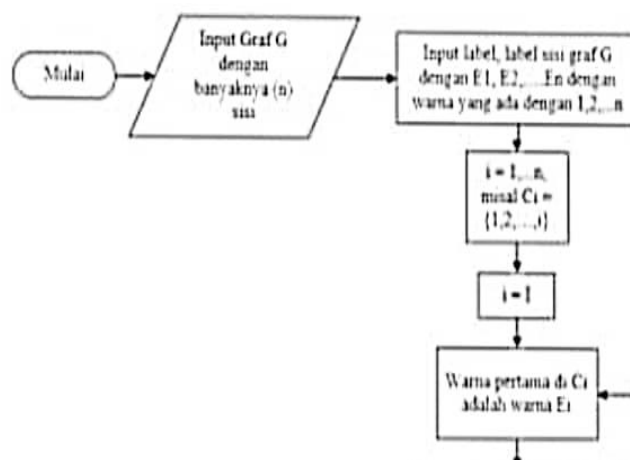 Mulai
Input Graf G
dengan
banyaknya (n)
sisi
Input label, label sisi graf G
dengan E1, E2,.....En dengan
warna yang ada dengan 1,2,...n
i = 1,...n,
misal Ci =
{1,2,...,i}
i = 1
Warna pertama di Ci
adalah warna Ei